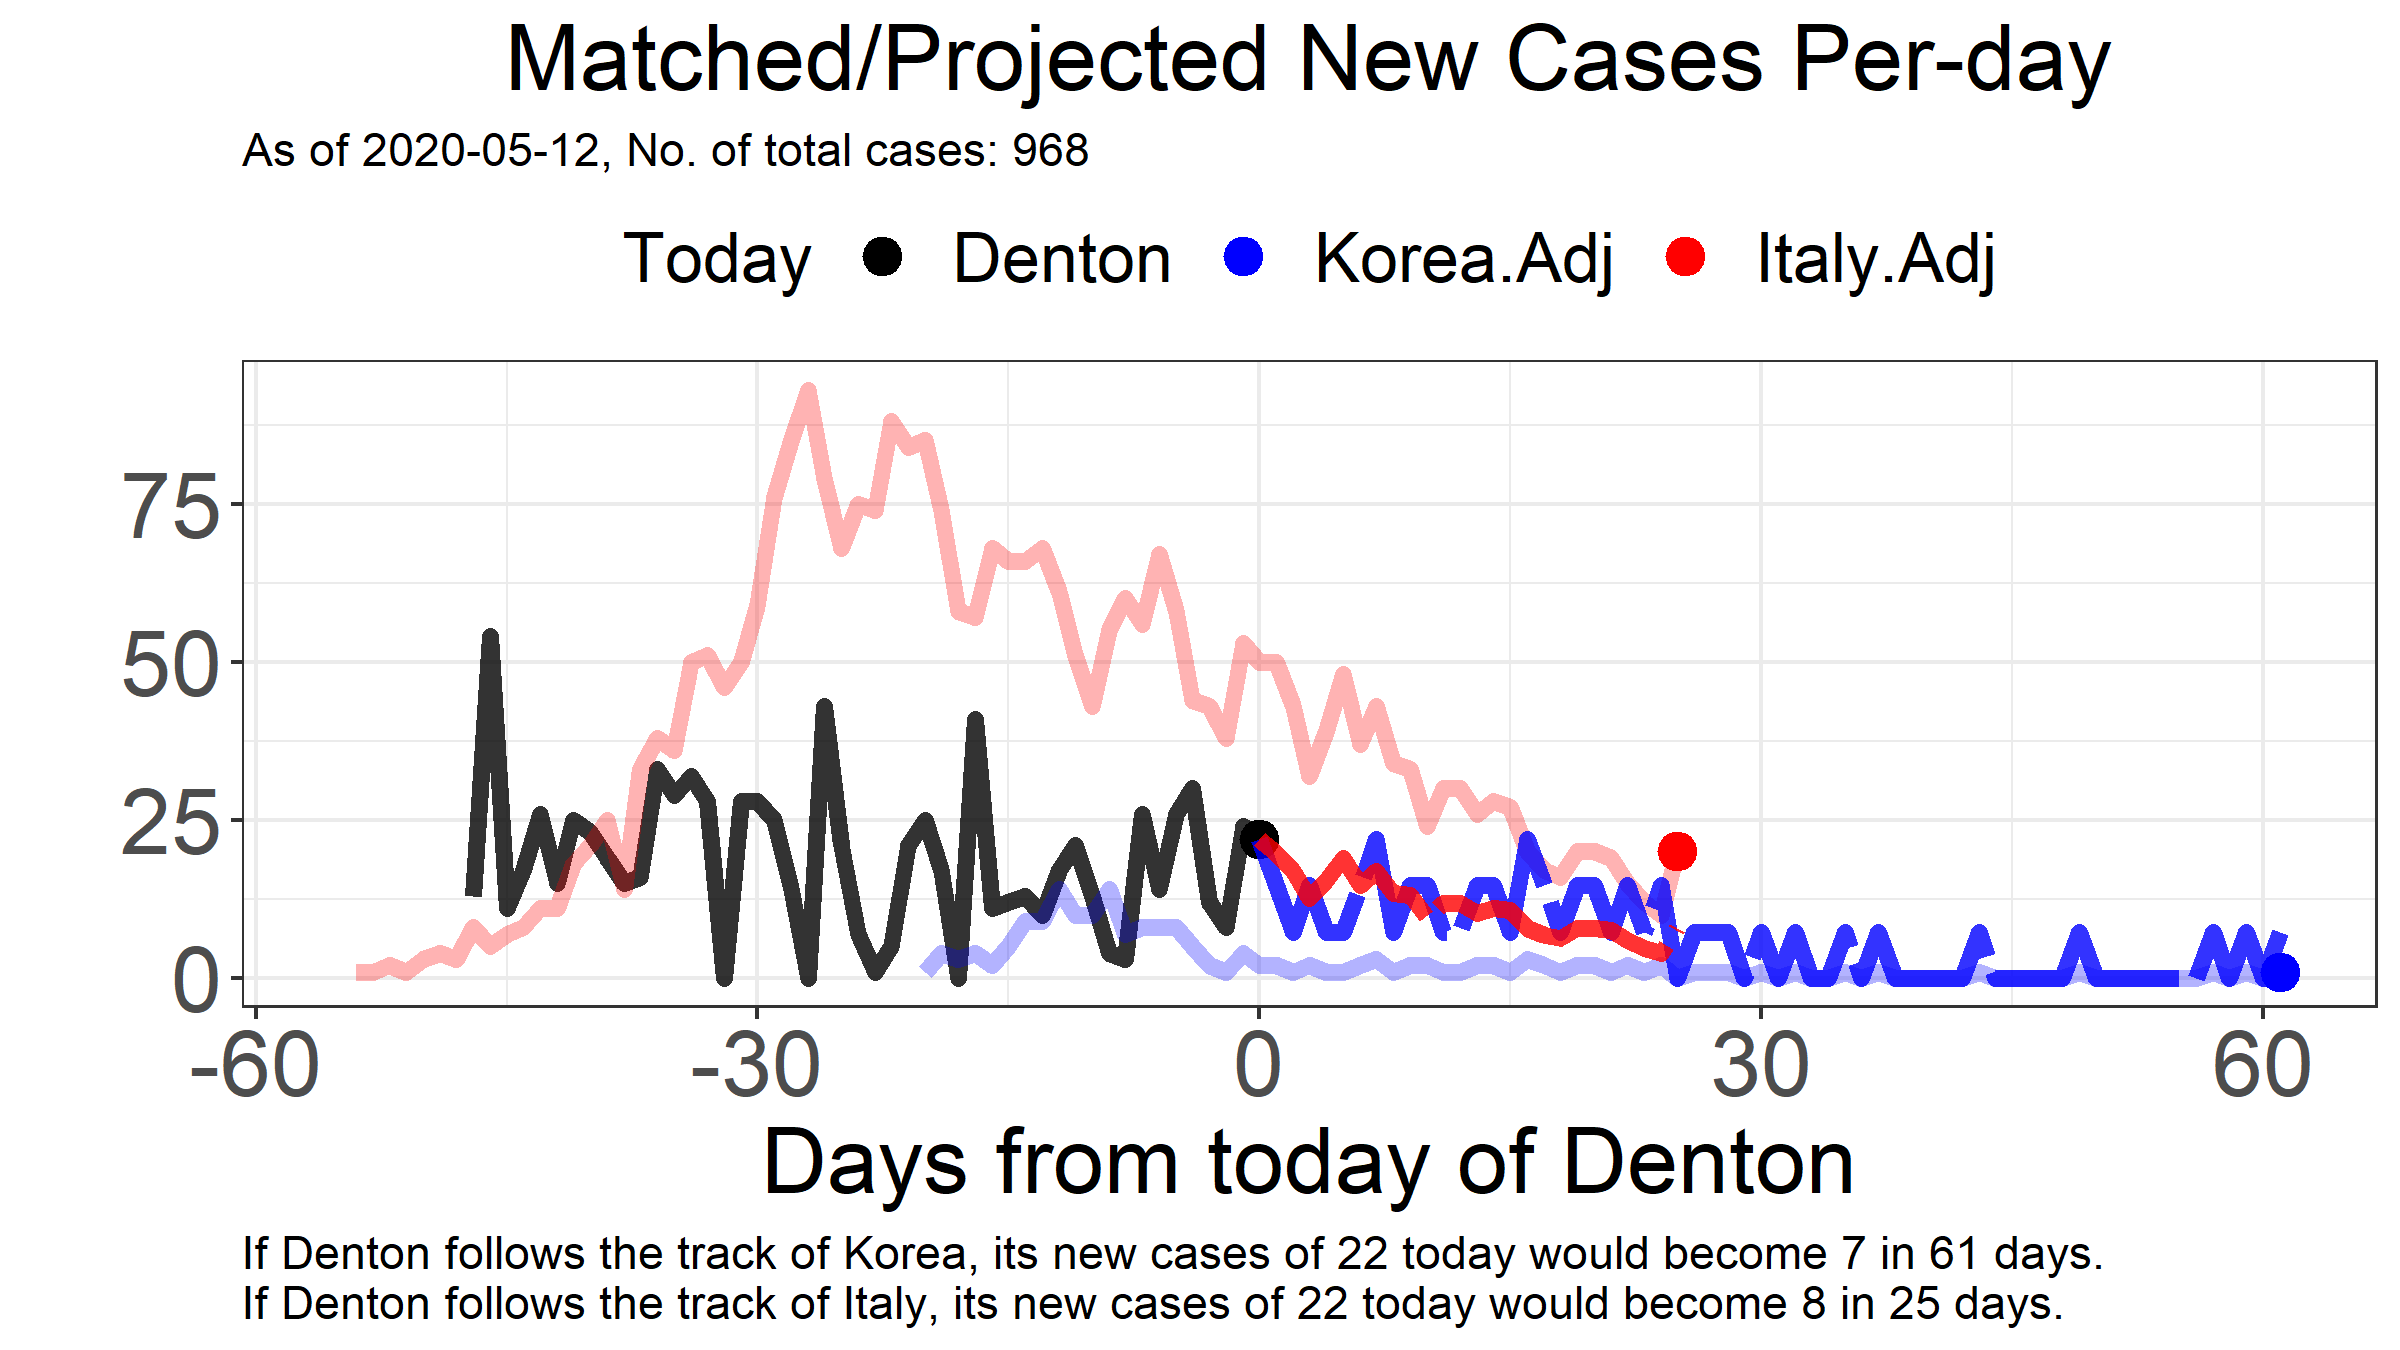 Matched/Projected New Cases Per-day
As of 2020-05-12, No. of total cases: 968
Today Denton Korea.Adj Italy.Adj
75
50
25
0
-60 -30 0 30 60
Days from today of Denton
If Denton follows the track of Korea, its new cases of 22 today would become 7 in 61 days.
If Denton follows the track of Italy, its new cases of 22 today would become 8 in 25 days.